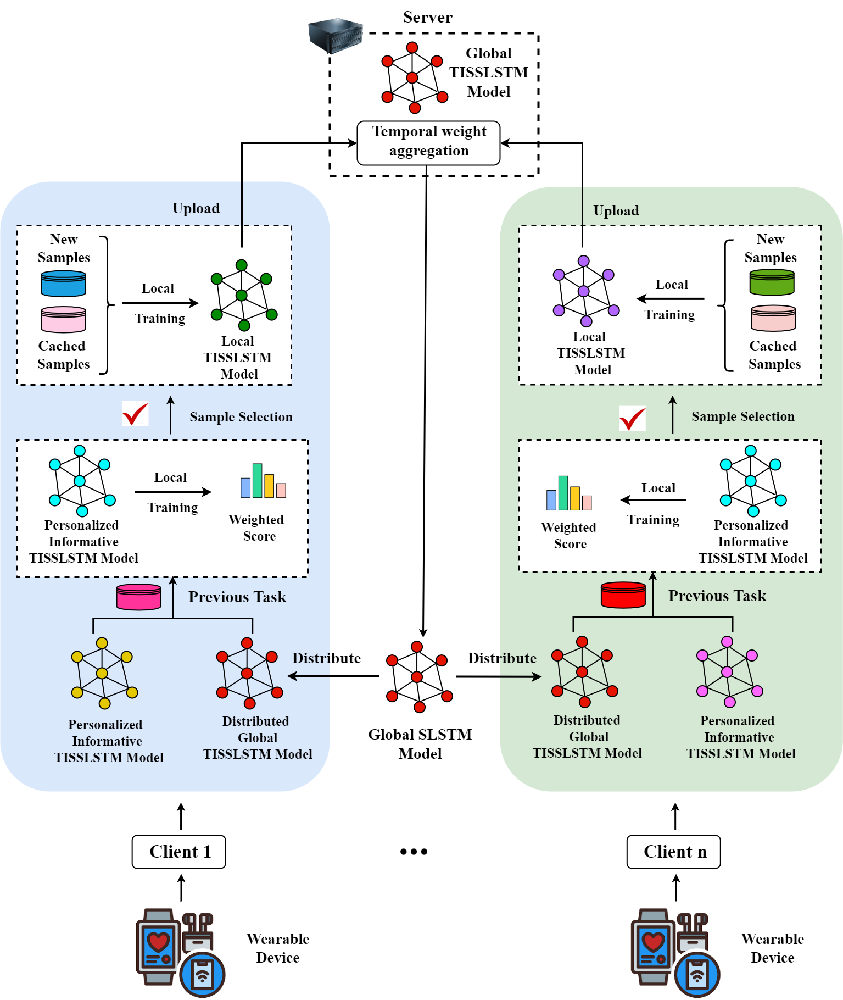 Server
Global
TISSLSTM
Model
Temporal weight
aggregation
Upload
New
Samples
Local
Training
Cached
Samples
Local
TISSLSTM
Model
Sample Selection
Local
Training
Personalized
Informative
TISSLSTM Model
Weighted
Score
Previous Task
Personalized
Informative
TISSLSTM Model
Distributed
Global
TISSLSTM Model
Distribute
Distribute
Global SLSTM
Model
Upload
New
Samples
Local
Training
Cached
Samples
Local
TISSLSTM
Model
Sample Selection
Local
Training
Weighted
Score
Personalized
Informative
TISSLSTM Model
Previous Task
Distributed
Global
TISSLSTM Model
Personalized
Informative
TISSLSTM Model
Client 1
...
Client n
Wearable
Device
Wearable
Device